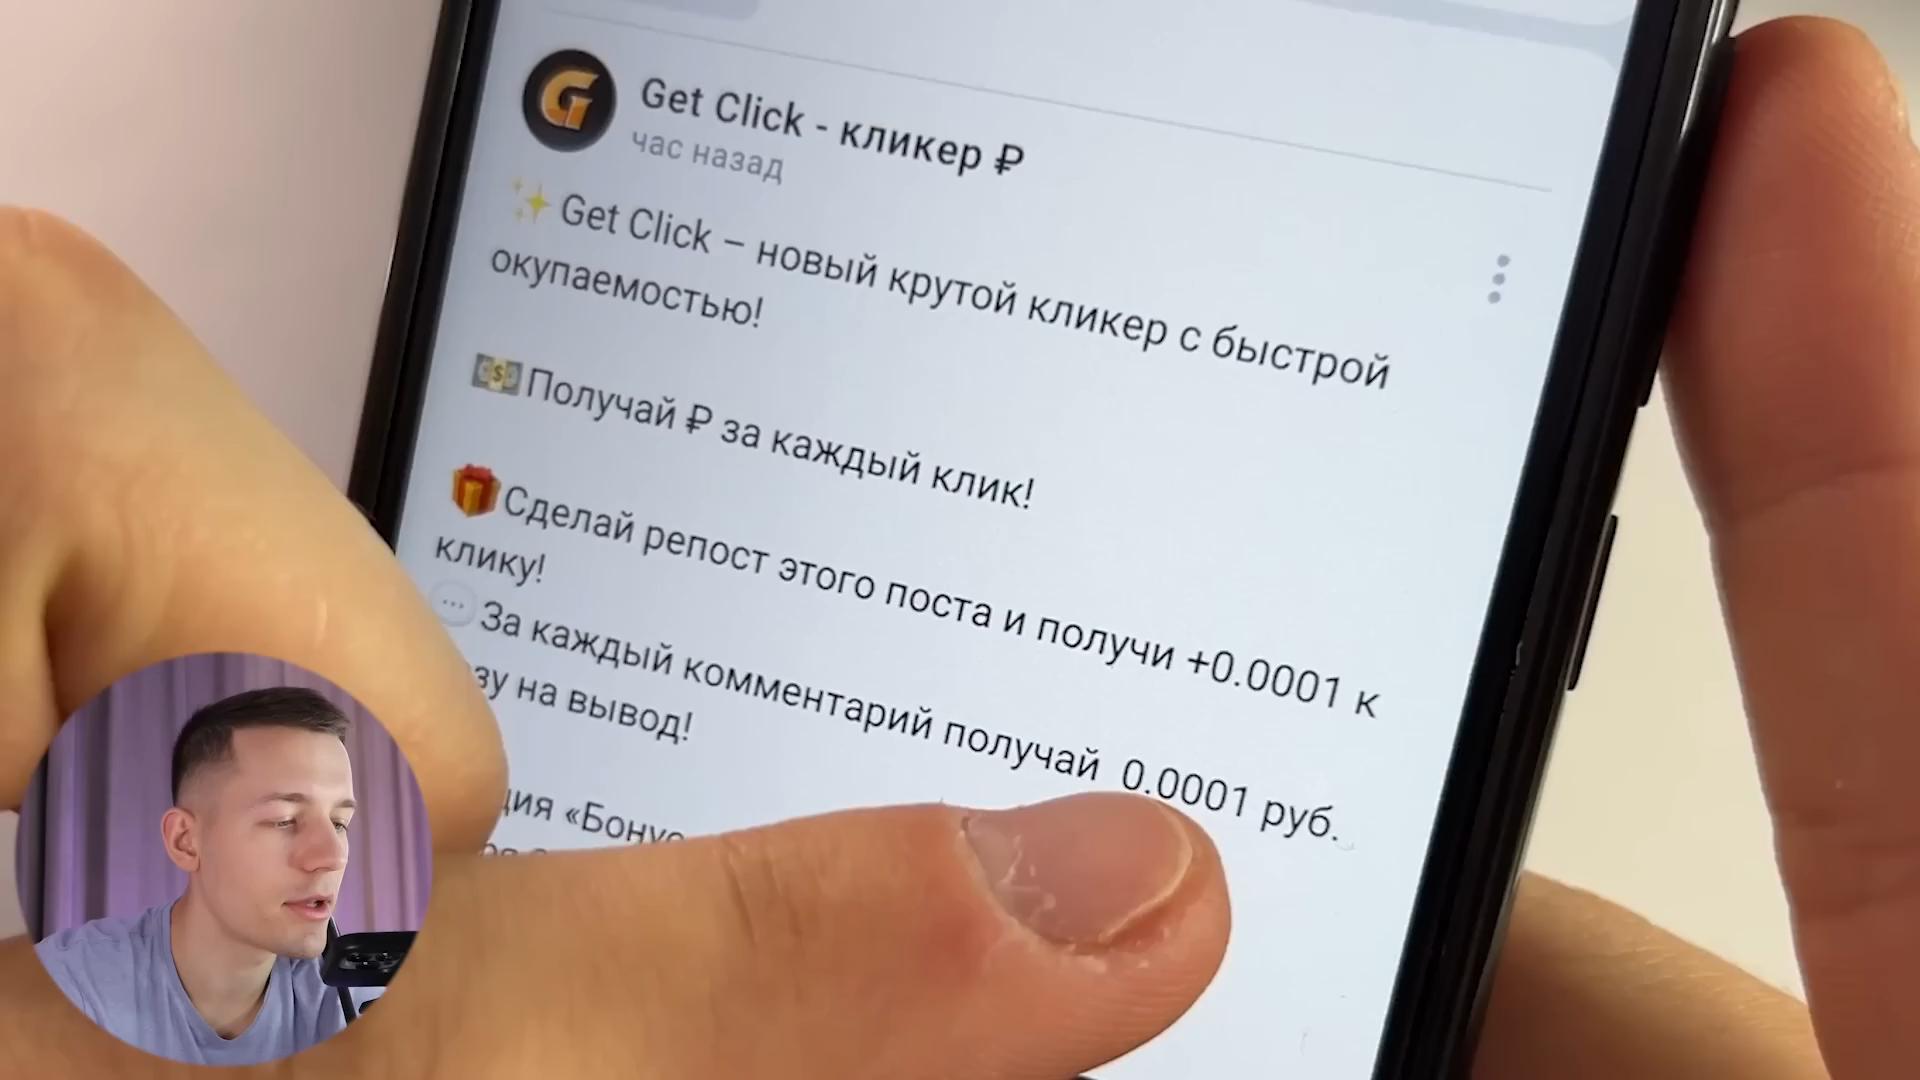 Get Click - кликер ₽
час назад
✨ Get Click – новый крутой кликер с быстрой
окупаемостью!
💵 Получай ₽ за каждый клик!
🎁 Сделай репост этого поста и получи +0.0001 к
клику!
💬 За каждый комментарий получай 0.0001 руб.
на вывод!